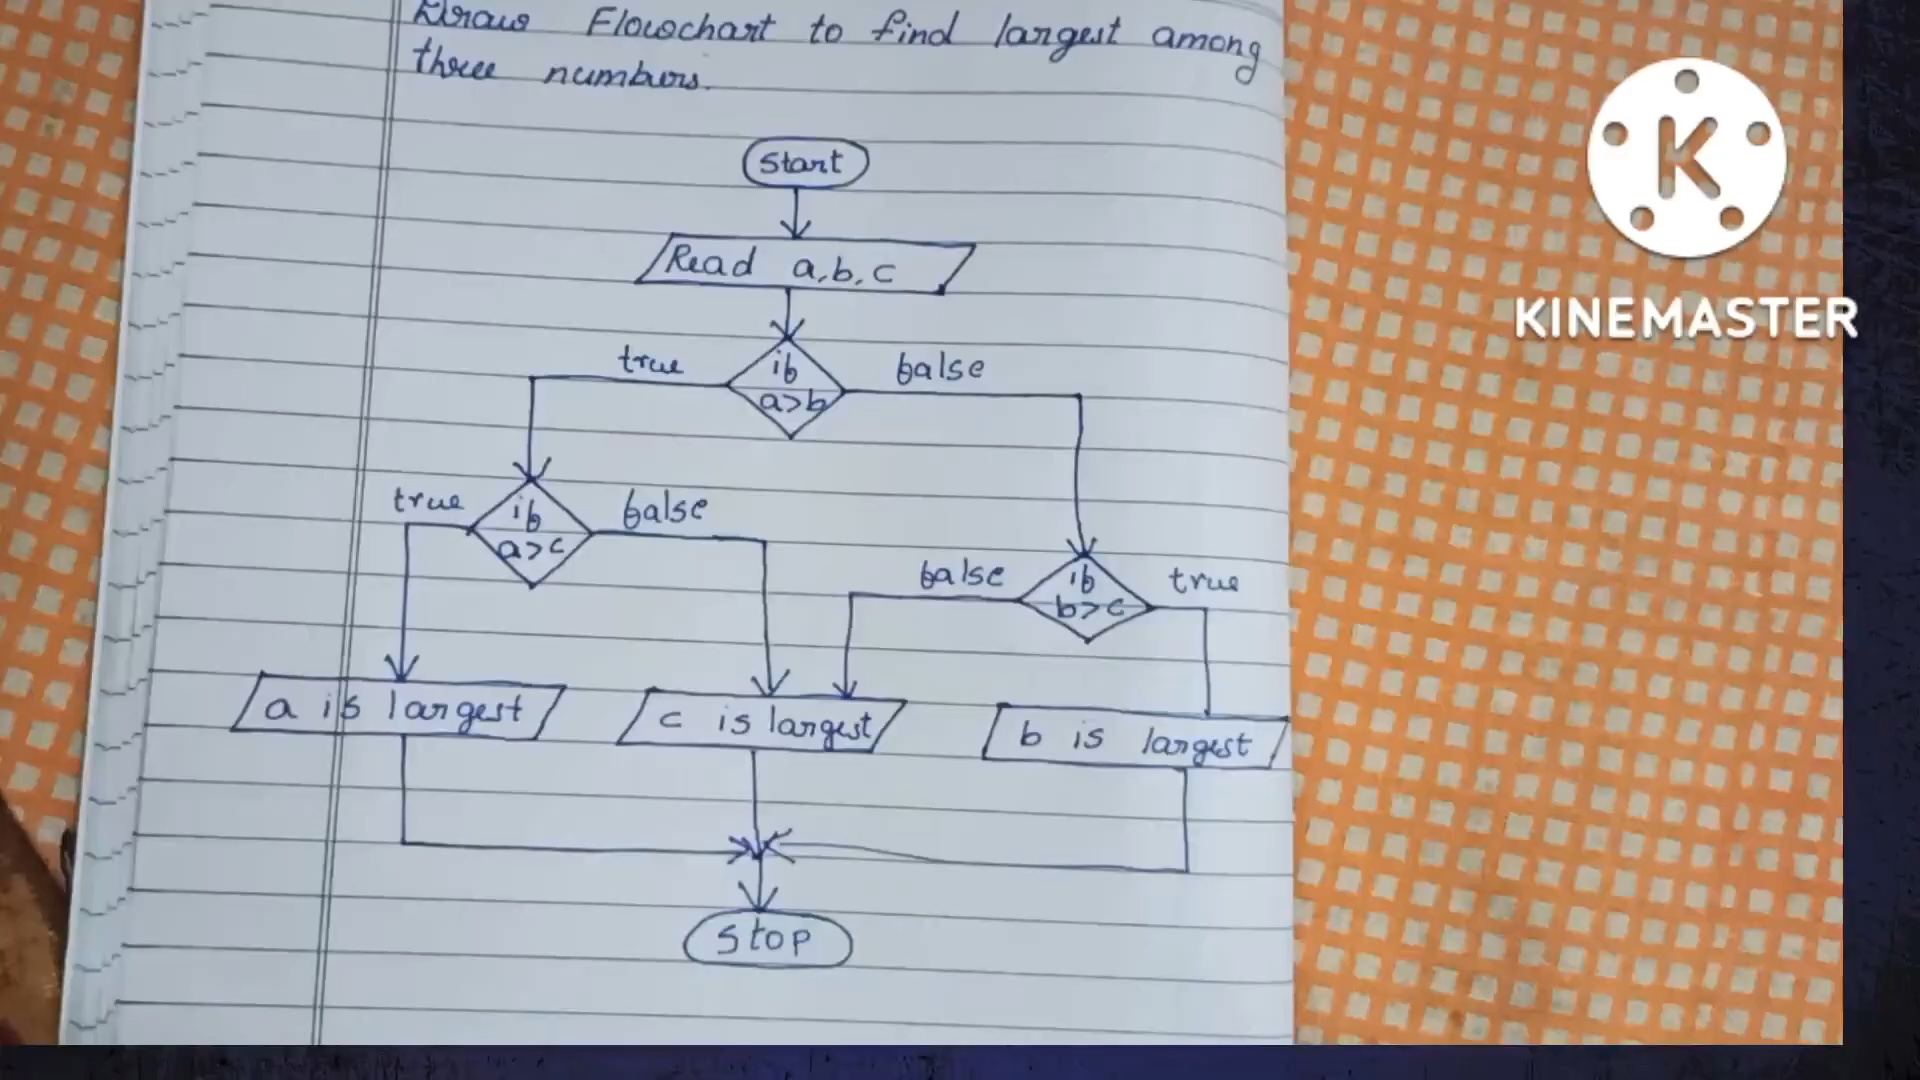 Draw Flowchart to find largest among
three numbers.
Start
Read a,b,c
true
if
a>b
false
true
if
a>c
false
false
if
b>c
true
a is largest
c is largest
b is largest
Stop
K
KINEMASTER